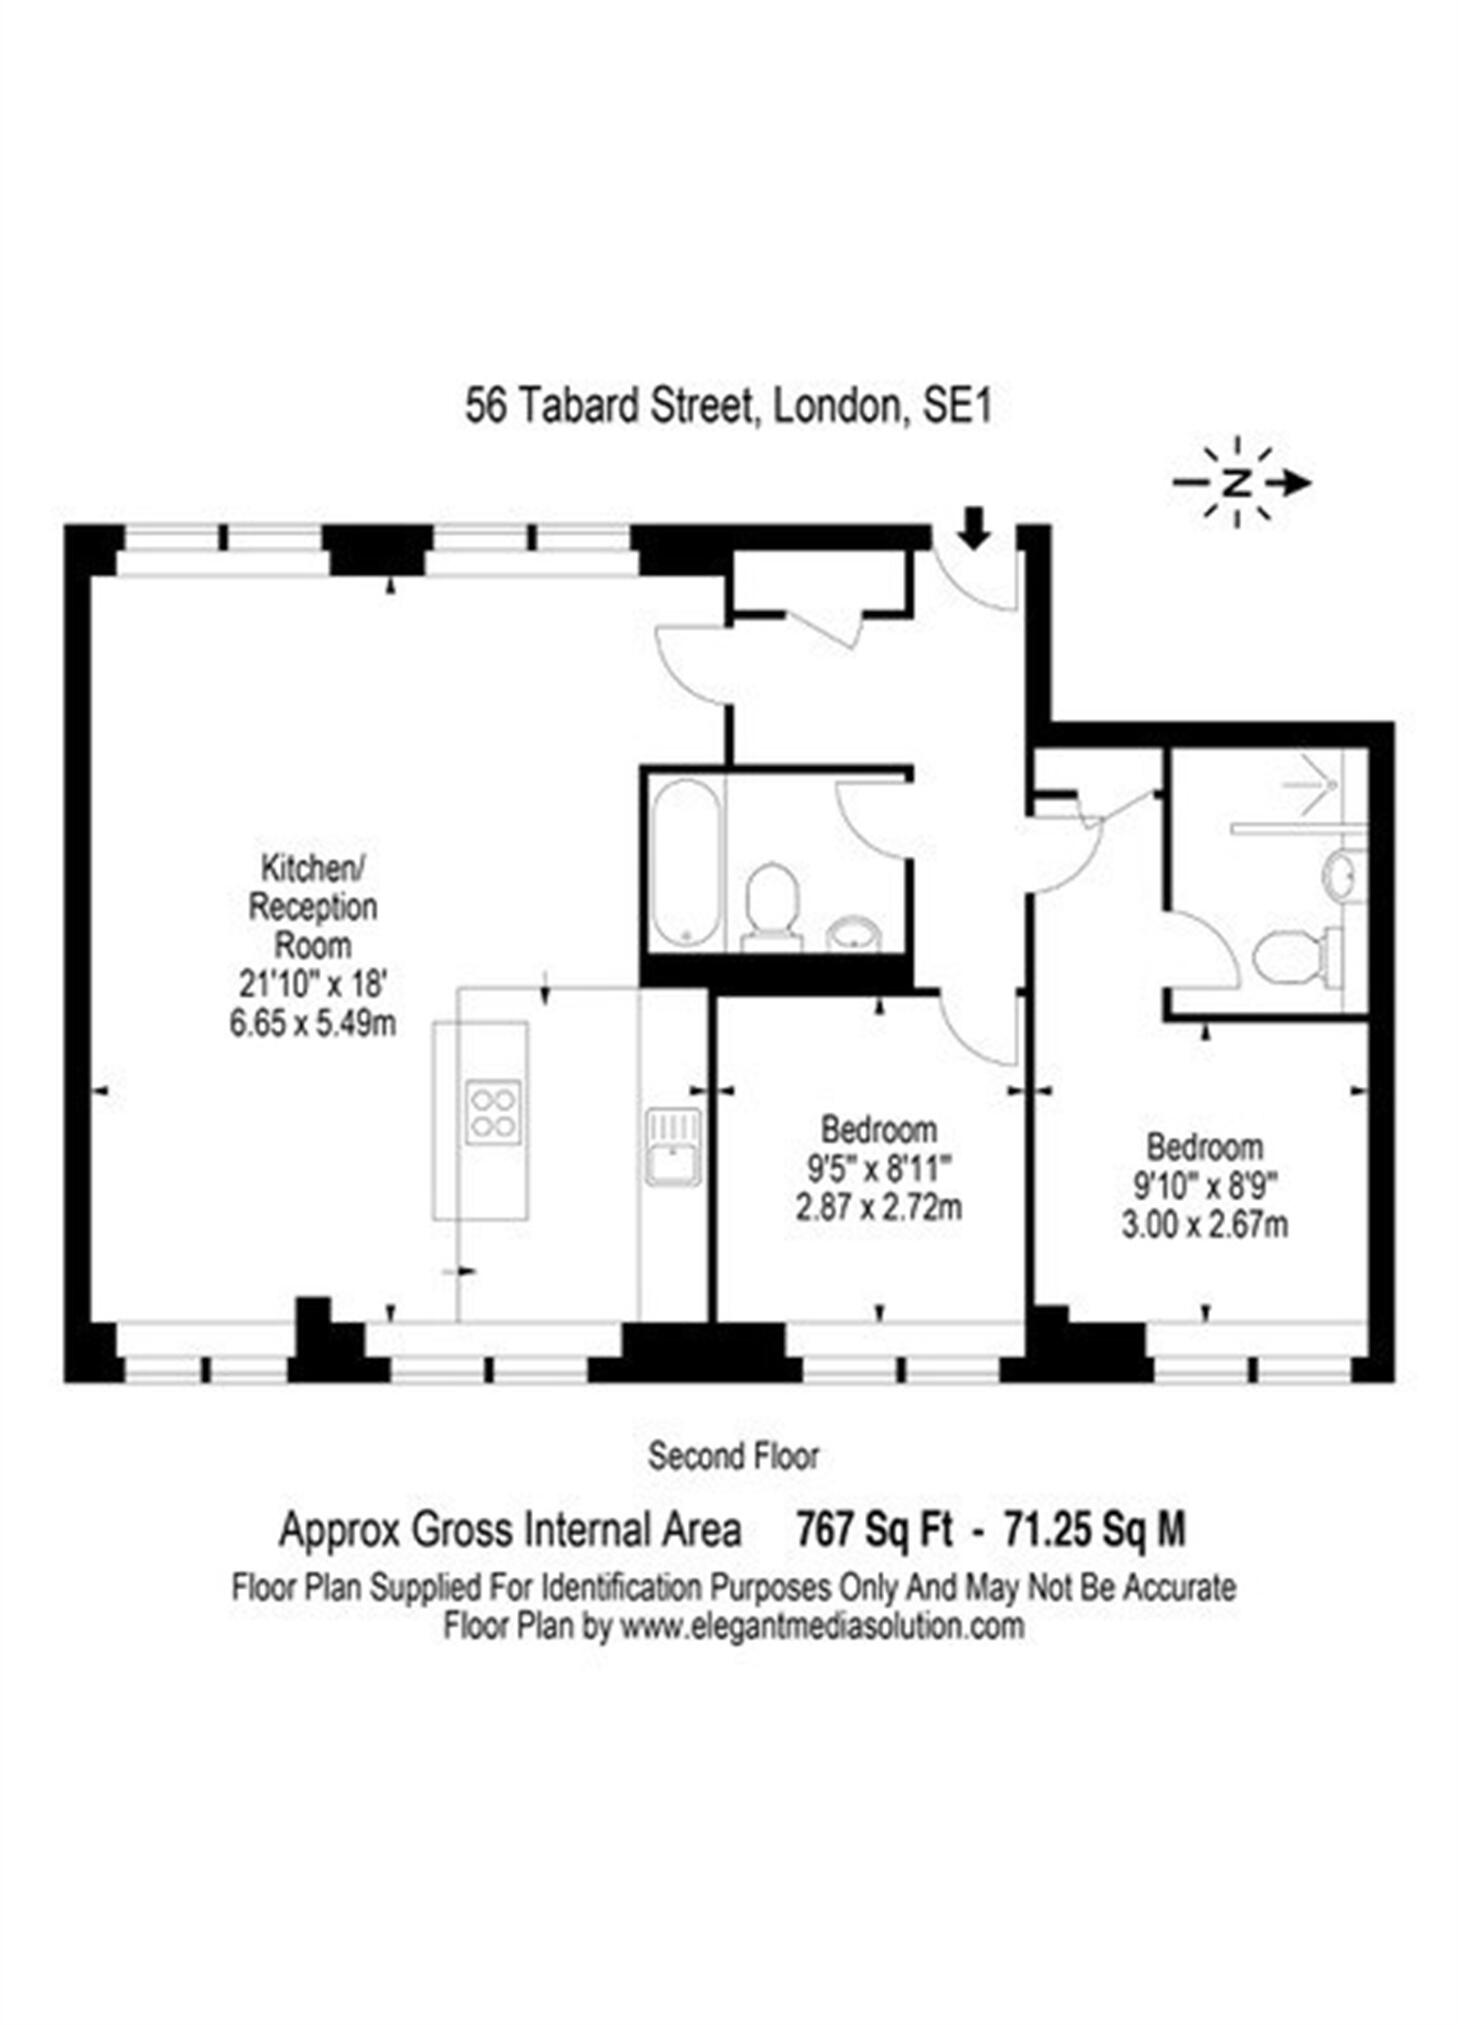 56 Tabard Street, London, SE1
N
Kitchen/
Reception
Room
21'10" x 18'
6.65 x 5.49m
Bedroom
9'5" x 8'11"
2.87 x 2.72m
Bedroom
9'10" x 8'9"
3.00 x 2.67m
Second Floor
Approx Gross Internal Area 767 Sq Ft - 71.25 Sq M
Floor Plan Supplied For Identification Purposes Only And May Not Be Accurate
Floor Plan by www.elegantmediasolution.com